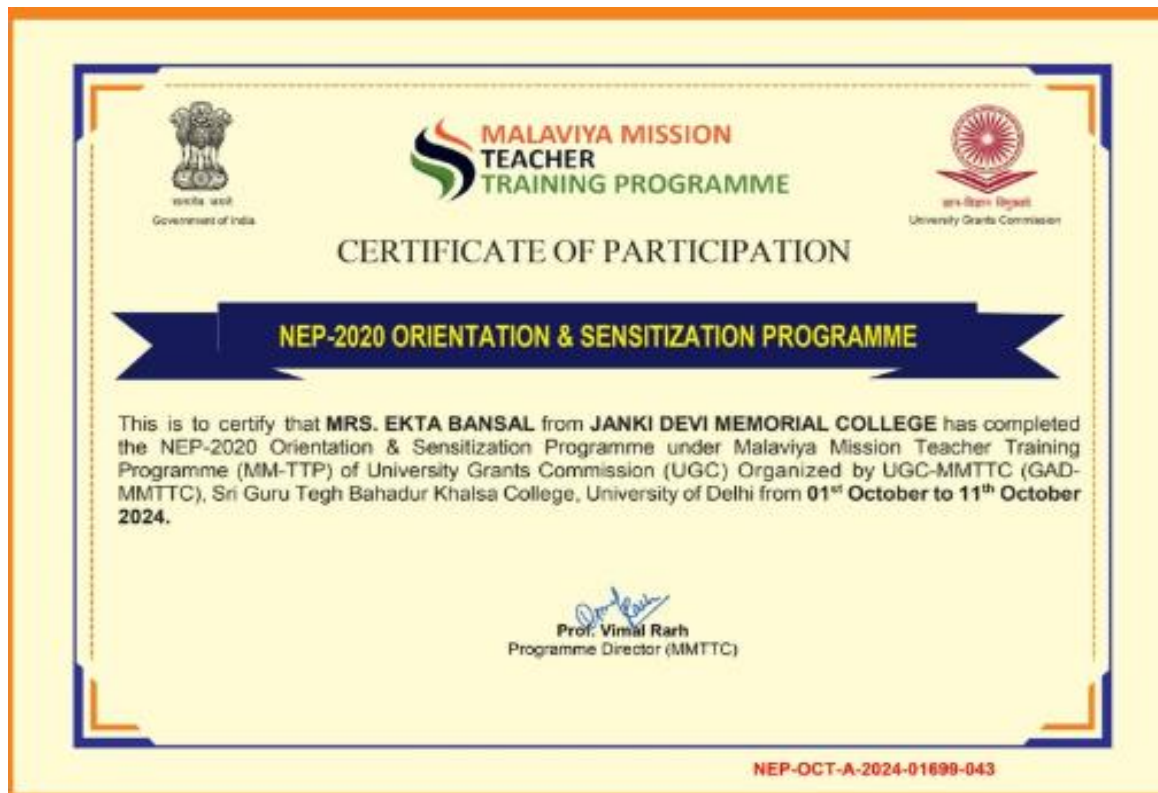 MALAVIYA MISSION
TEACHER
TRAINING PROGRAMME
सत्यमेव जयते
Government of India
ज्ञान-विज्ञान विमुक्तये
University Grants Commission
CERTIFICATE OF PARTICIPATION
NEP-2020 ORIENTATION & SENSITIZATION PROGRAMME
This is to certify that MRS. EKTA BANSAL from JANKI DEVI MEMORIAL COLLEGE has completed
the NEP-2020 Orientation & Sensitization Programme under Malaviya Mission Teacher Training
Programme (MM-TTP) of University Grants Commission (UGC) Organized by UGC-MMTTC (GAD-
MMTTC), Sri Guru Tegh Bahadur Khalsa College, University of Delhi from 01st October to 11th October
2024.
Prof. Vimal Rarh
Programme Director (MMTTC)
NEP-OCT-A-2024-01699-043